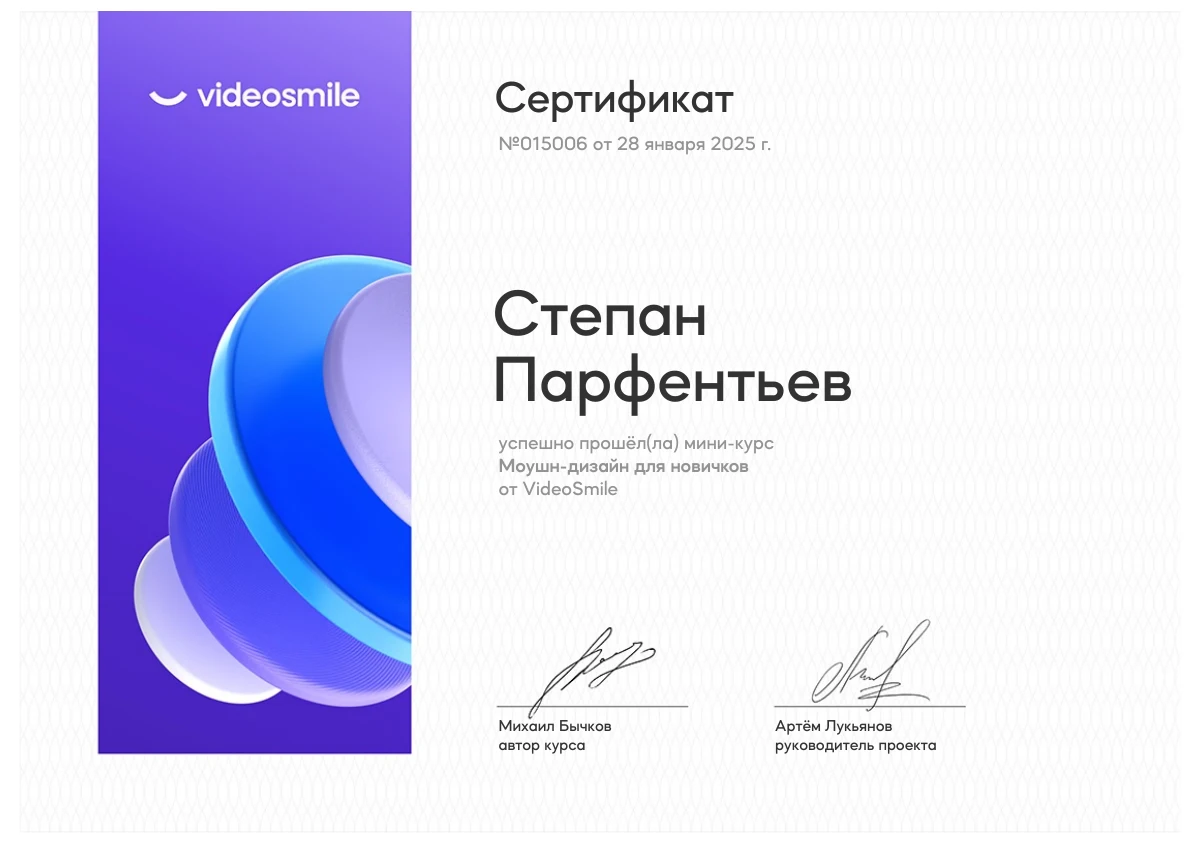 videosmile
Сертификат
№015006 от 28 января 2025 г.
Степан
Парфентьев
успешно прошёл(ла) мини-курс
Моушн-дизайн для новичков
от VideoSmile
Михаил Бычков
автор курса
Артём Лукьянов
руководитель проекта